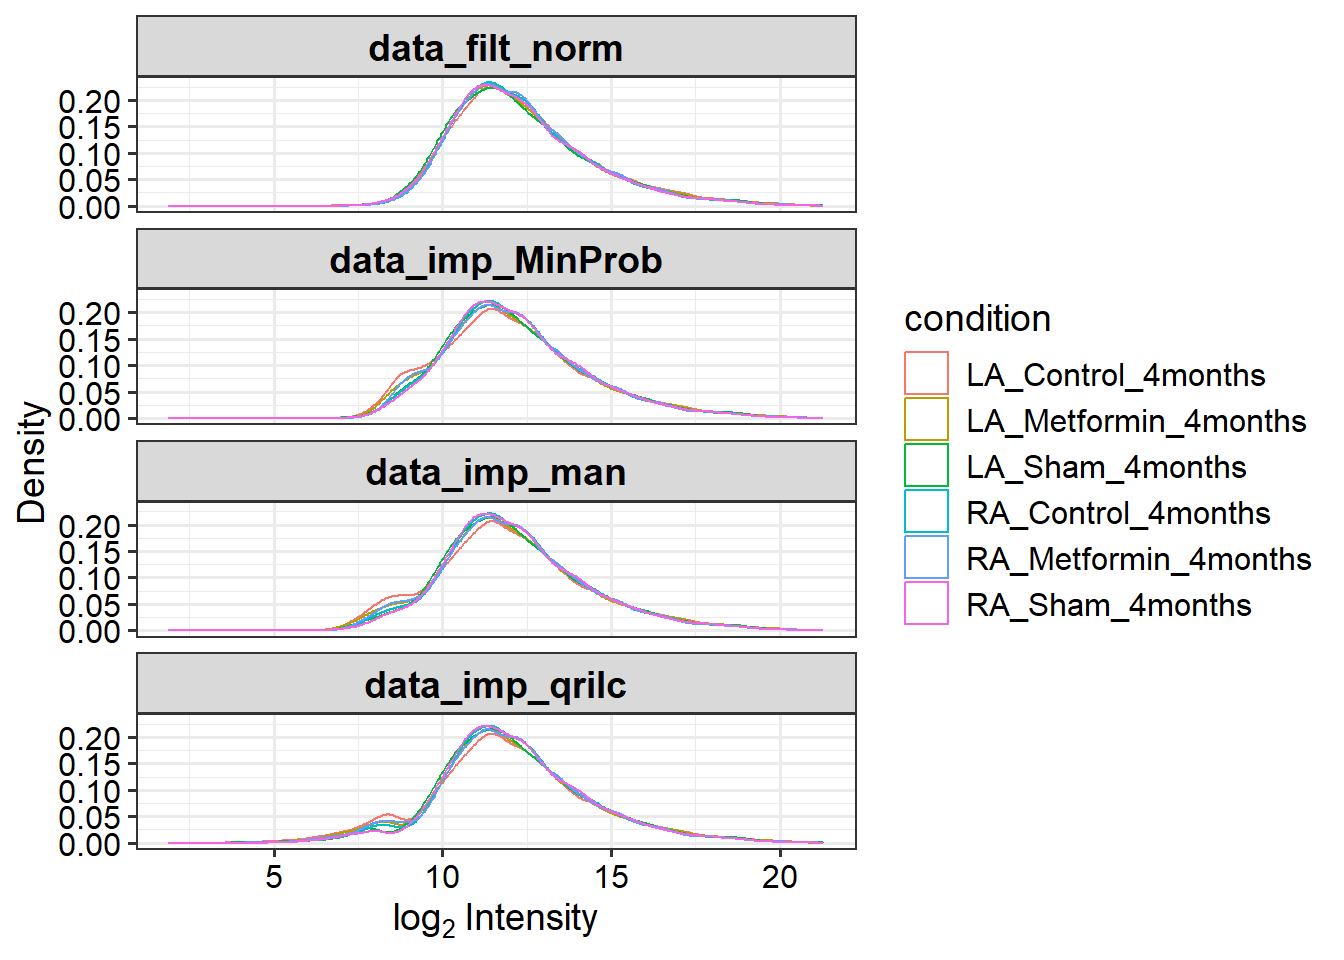 data_filt_norm
0.20
0.15
0.10
0.05
0.00
data_imp_MinProb
0.20
0.15
0.10
0.05
0.00
data_imp_man
0.20
0.15
0.10
0.05
0.00
data_imp_qrilc
0.20
0.15
0.10
0.05
0.00
5 10 15 20
log₂ Intensity
Density
condition
LA_Control_4months
LA_Metformin_4months
LA_Sham_4months
RA_Control_4months
RA_Metformin_4months
RA_Sham_4months